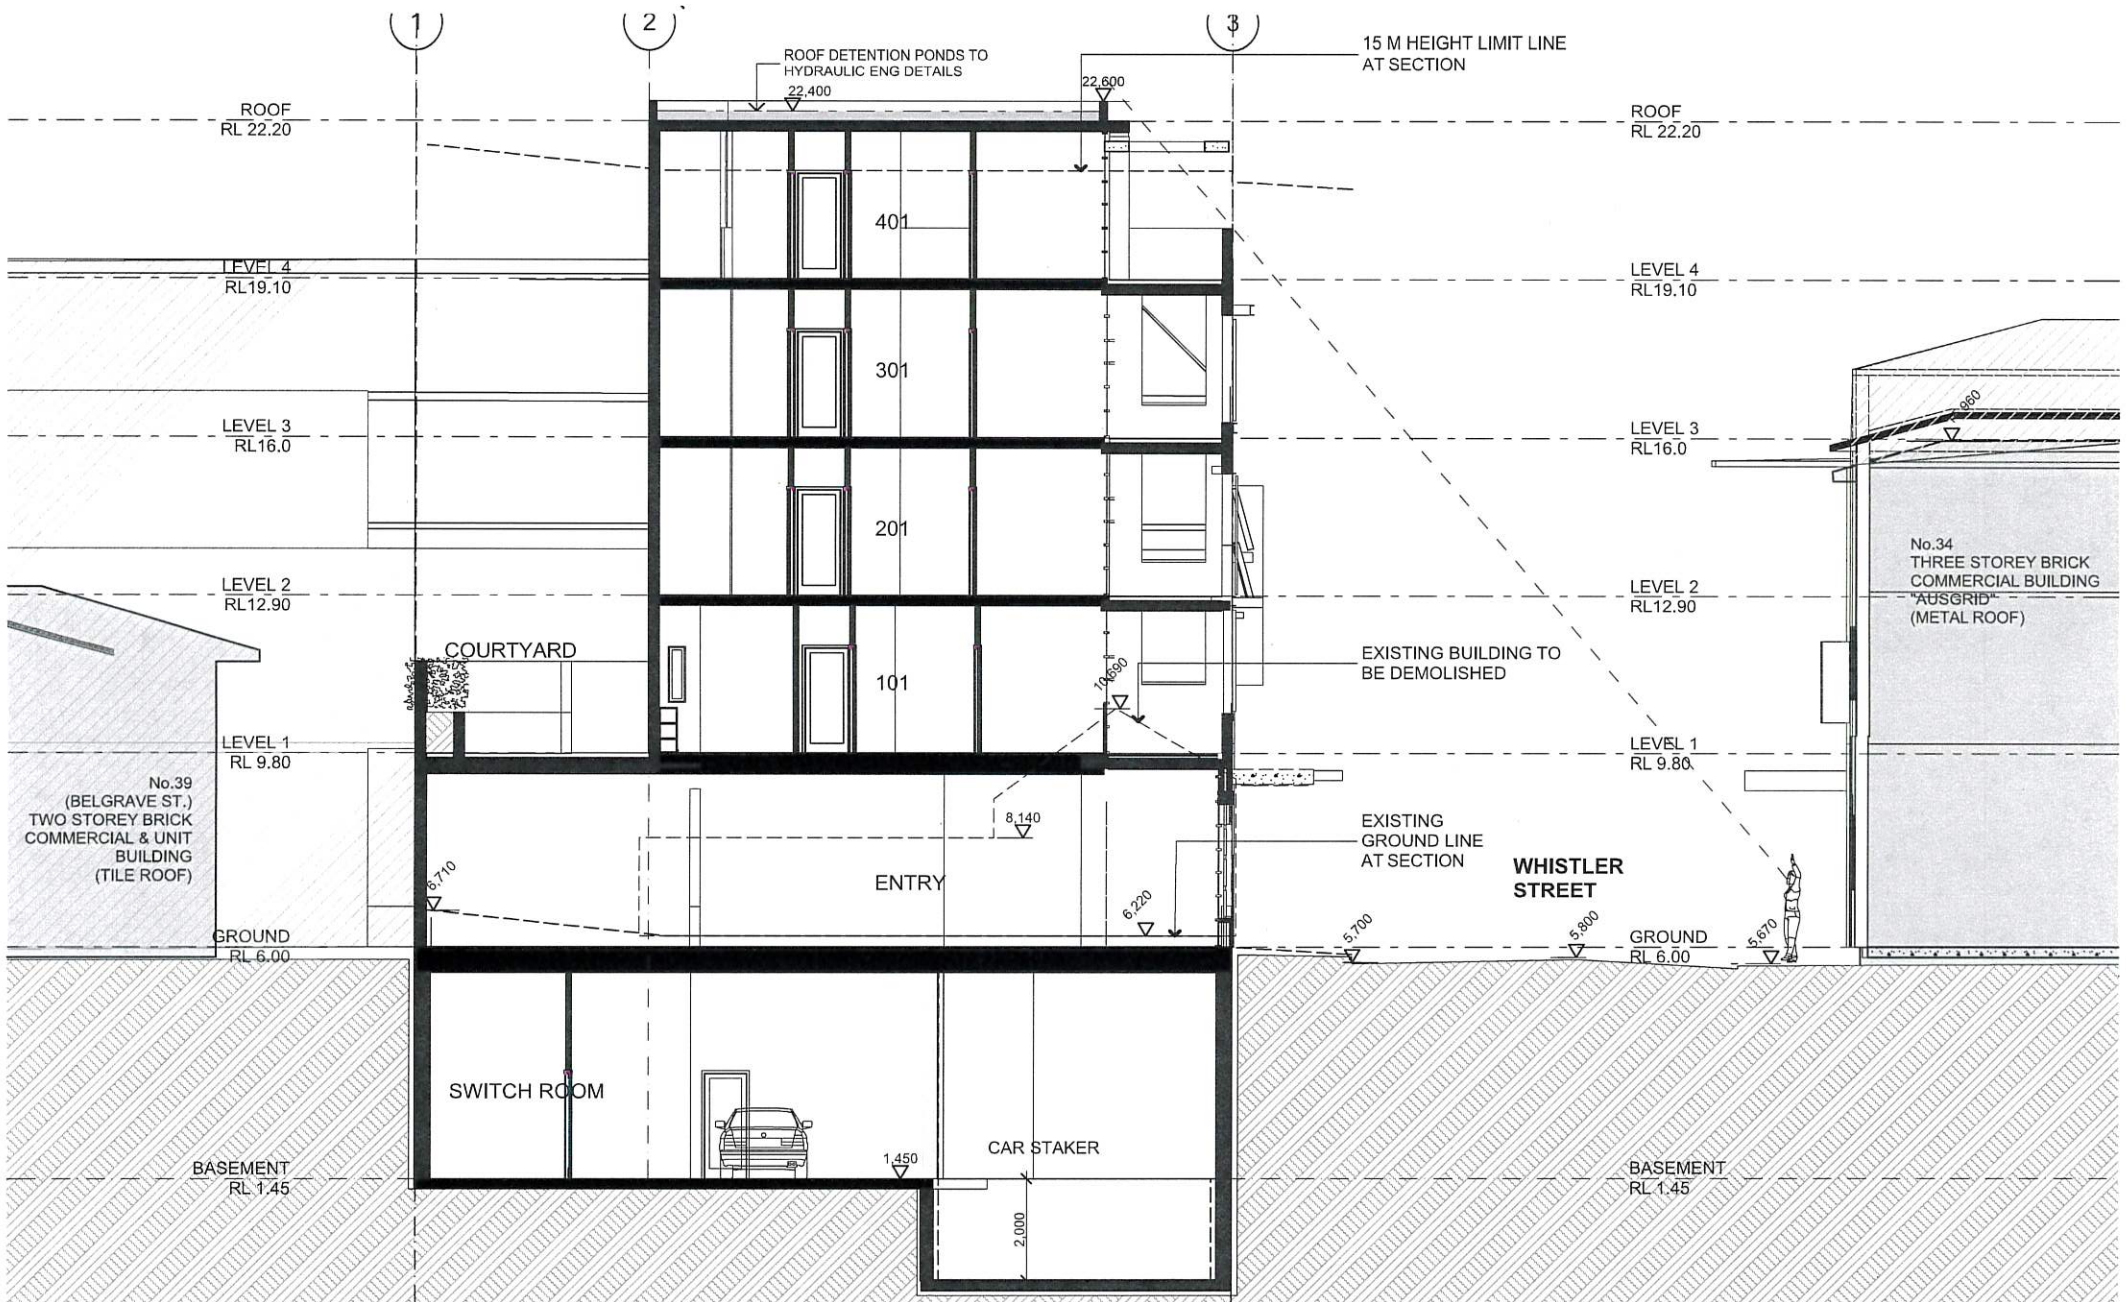 1
2
3
ROOF DETENTION PONDS TO
HYDRAULIC ENG DETAILS
22,400
22,600
15 M HEIGHT LIMIT LINE
AT SECTION
ROOF
RL 22.20
ROOF
RL 22.20
401
LEVEL 4
RL19.10
LEVEL 4
RL19.10
301
LEVEL 3
RL16.0
LEVEL 3
RL16.0
960
201
No.34
THREE STOREY BRICK
COMMERCIAL BUILDING
"AUSGRID"
(METAL ROOF)
LEVEL 2
RL12.90
LEVEL 2
RL12.90
COURTYARD
101
10,690
EXISTING BUILDING TO
BE DEMOLISHED
LEVEL 1
RL 9.80
LEVEL 1
RL 9.80
No.39
(BELGRAVE ST.)
TWO STOREY BRICK
COMMERCIAL & UNIT
BUILDING
(TILE ROOF)
8,140
EXISTING
GROUND LINE
AT SECTION
6,710
ENTRY
6,220
WHISTLER
STREET
GROUND
RL 6.00
5,700
5,800
GROUND
RL 6.00
5,670
SWITCH ROOM
CAR STAKER
1,450
BASEMENT
RL 1.45
BASEMENT
RL 1.45
2,000